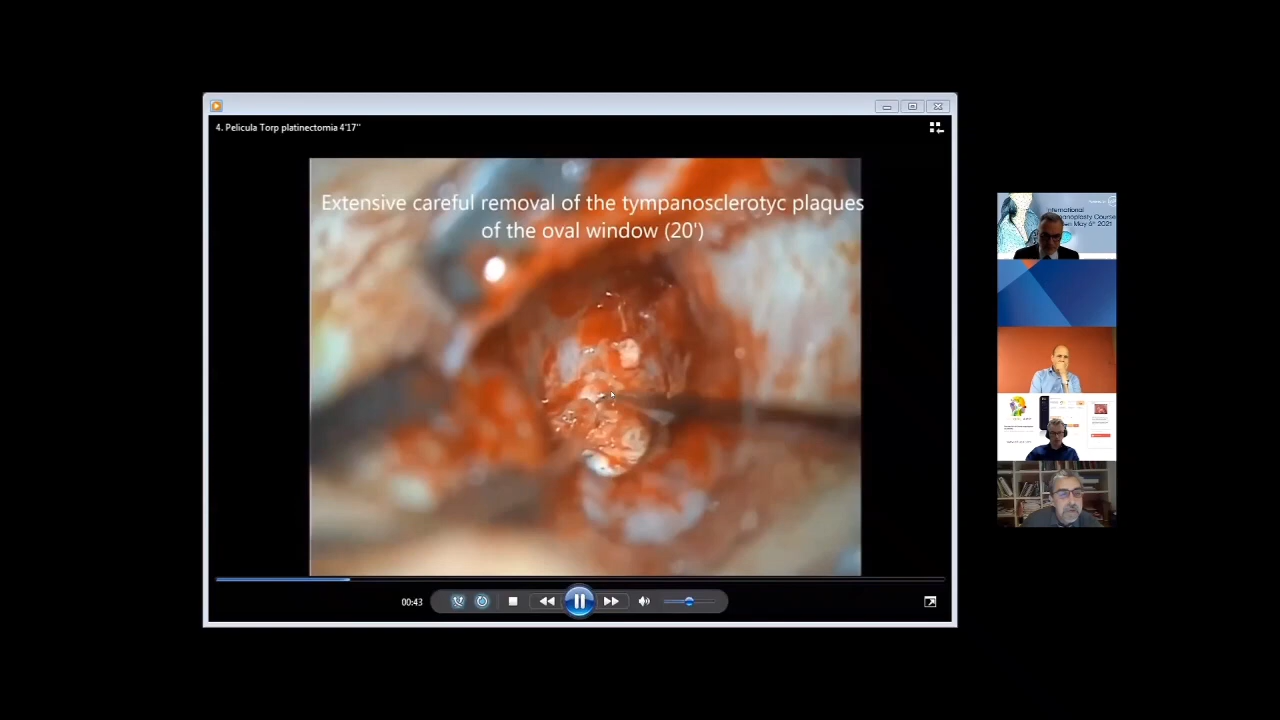 4. Pelicula Torp platinectomia 4'17"
Extensive careful removal of the tympanosclerotyc plaques
of the oval window (20')
00:43